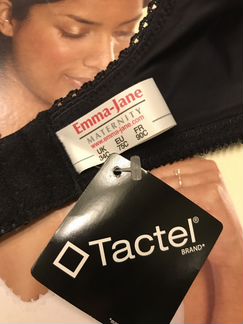 Emma-Jane
MATERNITY
www.emma-jane.com
UK EU FR
34C 75C 90C
Tactel®
BRAND*